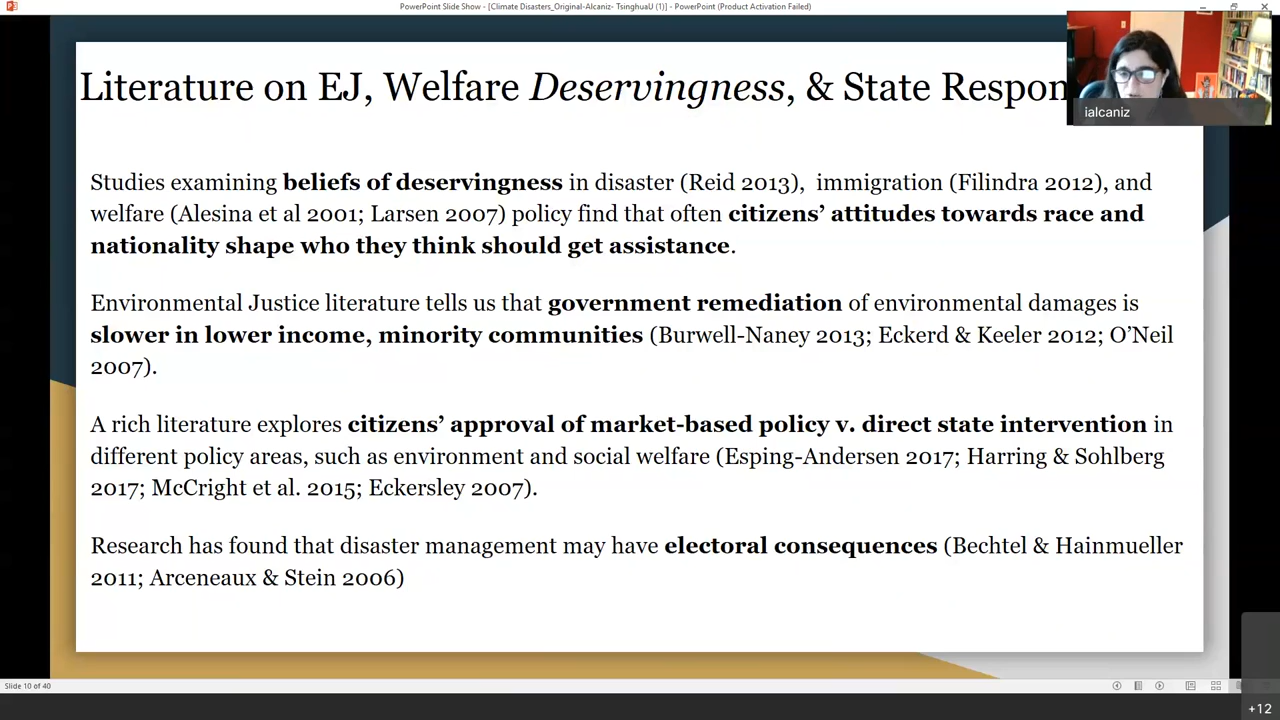 PowerPoint Slide Show - [Climate Disasters_Original-Alcaniz- TsinghuaU (1)] - PowerPoint (Product Activation Failed)
Literature on EJ, Welfare Deservingness, & State Respon
ialcaniz
Studies examining beliefs of deservingness in disaster (Reid 2013), immigration (Filindra 2012), and
welfare (Alesina et al 2001; Larsen 2007) policy find that often citizens’ attitudes towards race and
nationality shape who they think should get assistance.
Environmental Justice literature tells us that government remediation of environmental damages is
slower in lower income, minority communities (Burwell-Naney 2013; Eckerd & Keeler 2012; O’Neil
2007).
A rich literature explores citizens’ approval of market-based policy v. direct state intervention in
different policy areas, such as environment and social welfare (Esping-Andersen 2017; Harring & Sohlberg
2017; McCright et al. 2015; Eckersley 2007).
Research has found that disaster management may have electoral consequences (Bechtel & Hainmueller
2011; Arceneaux & Stein 2006)
Slide 10 of 40
+12